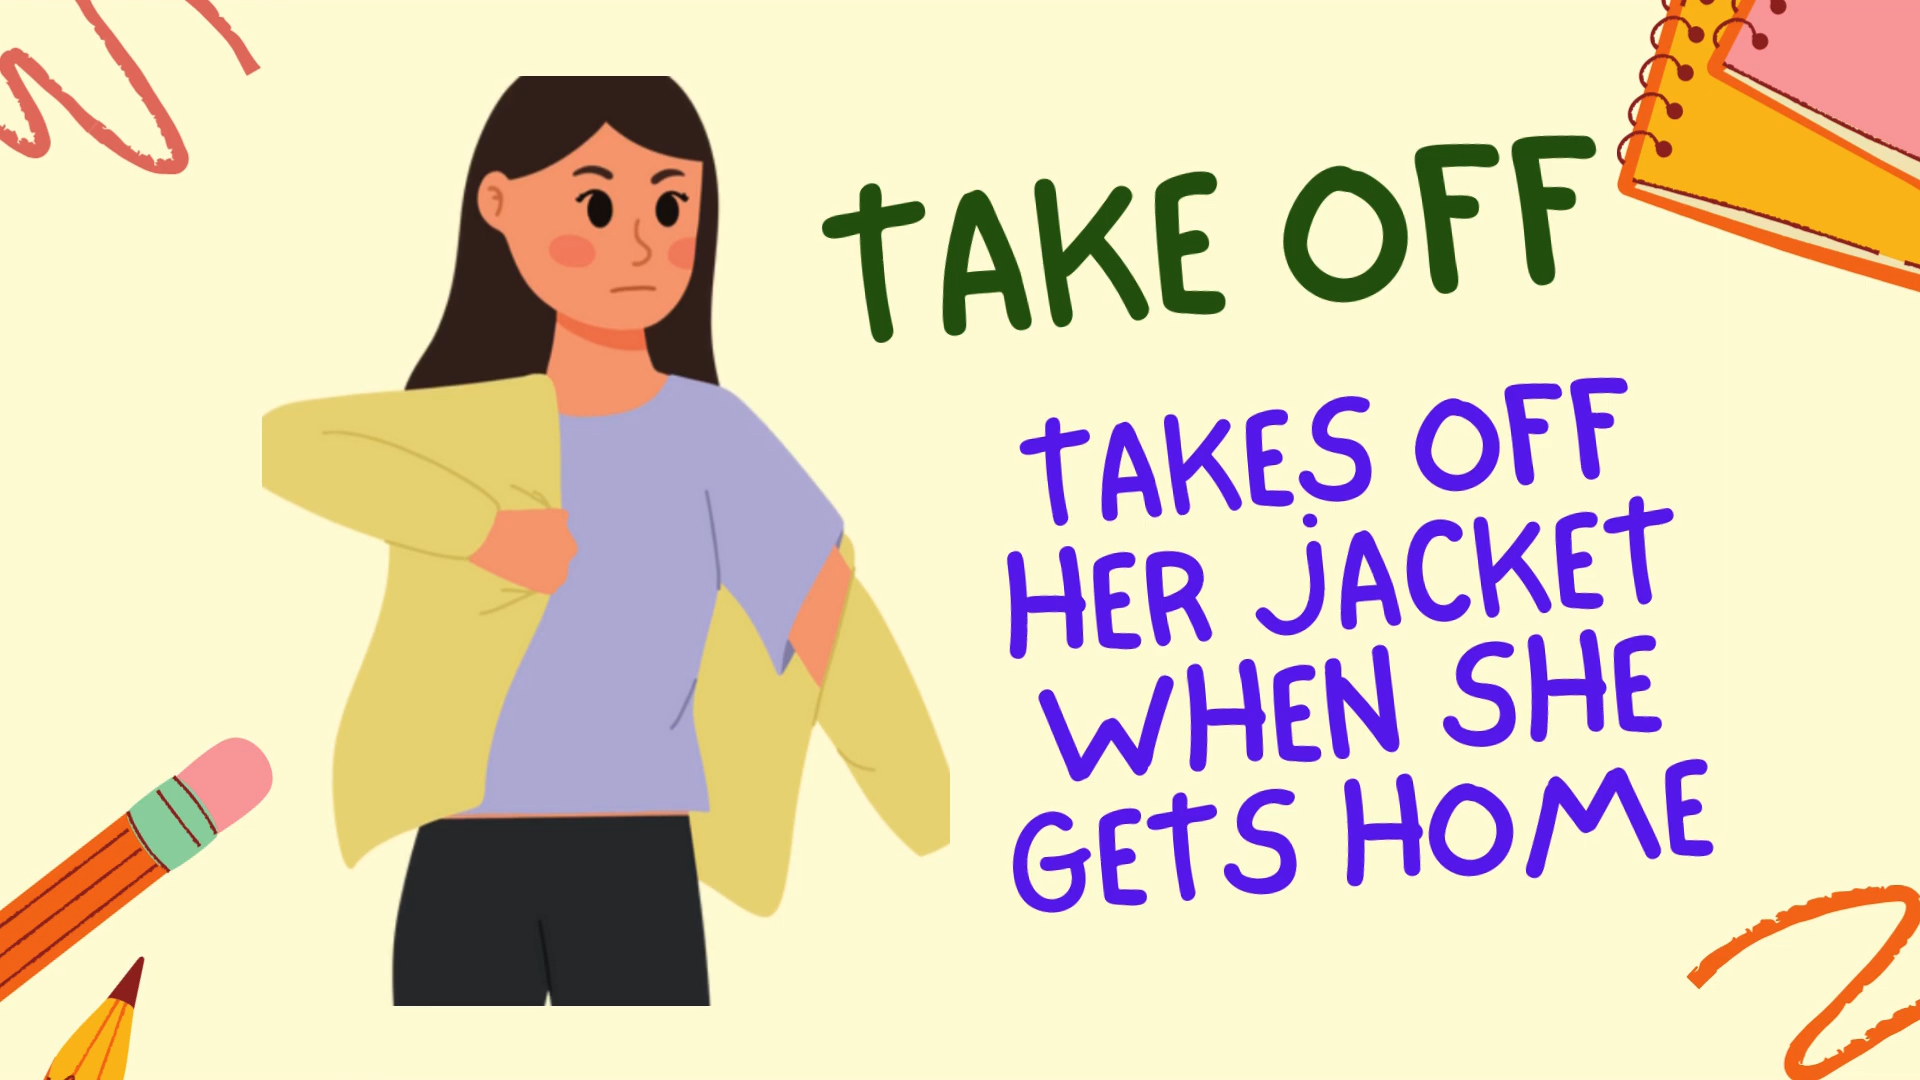 TAKE OFF
TAKES OFF
HER JACKET
WHEN SHE
GETS HOME